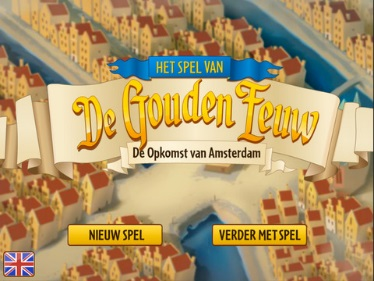 HET SPEL VAN
De Gouden Eeuw
De Opkomst van Amsterdam
NIEUW SPEL
VERDER MET SPEL